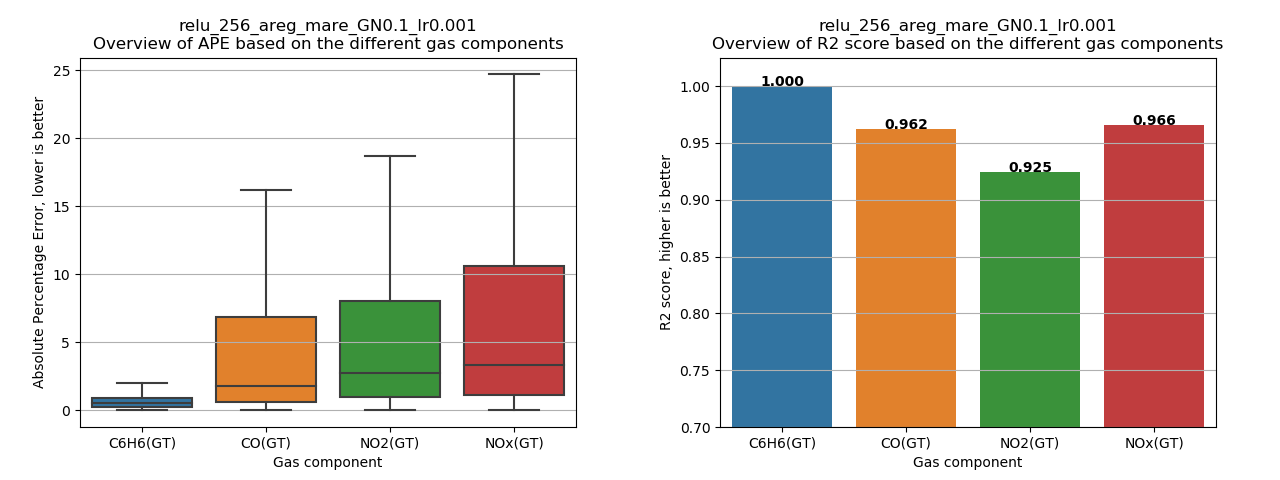 relu_256_areg_mare_GN0.1_lr0.001
Overview of APE based on the different gas components
Absolute Percentage Error, lower is better
25
20
15
10
5
0
C6H6(GT) CO(GT) NO2(GT) NOx(GT)
Gas component
relu_256_areg_mare_GN0.1_lr0.001
Overview of R2 score based on the different gas components
R2 score, higher is better
1.00
0.95
0.90
0.85
0.80
0.75
0.70
1.000
0.962
0.925
0.966
C6H6(GT) CO(GT) NO2(GT) NOx(GT)
Gas component